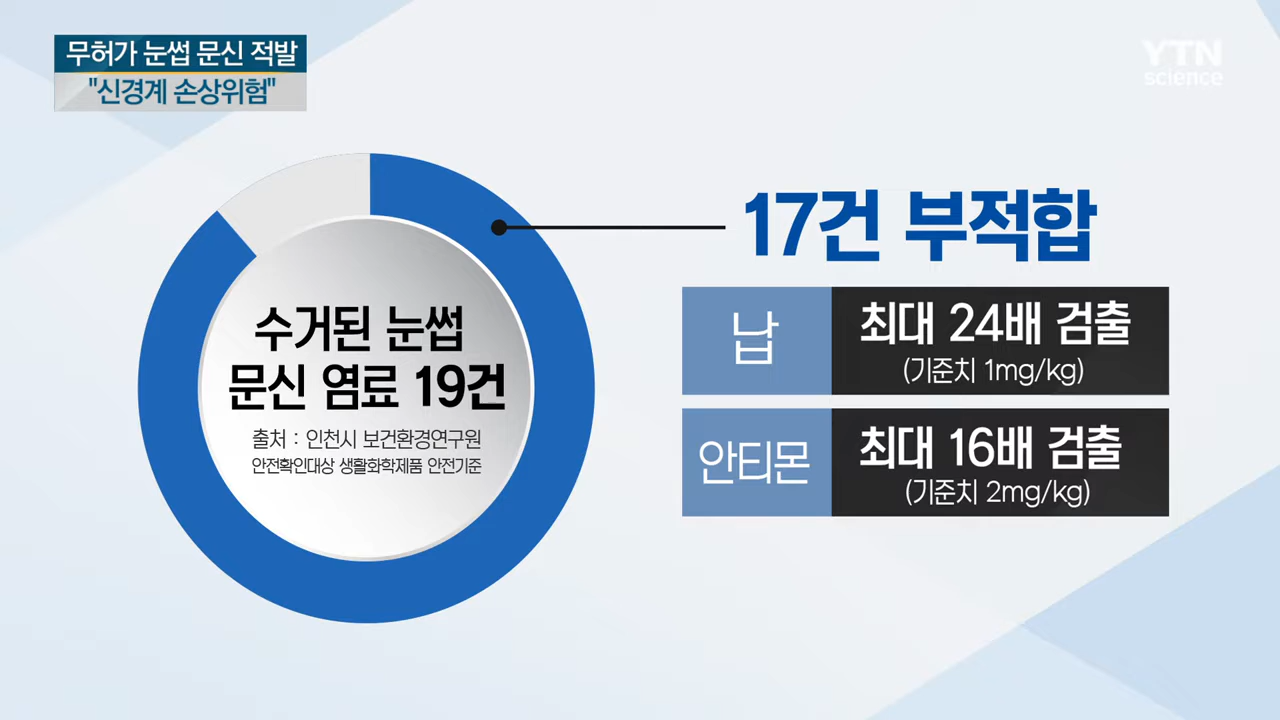 무허가 눈썹 문신 적발
"신경계 손상위험"
YTN
science
수거된 눈썹
문신 염료 19건
출처 : 인천시 보건환경연구원
안전확인대상 생활화학제품 안전기준
17건 부적합
납
최대 24배 검출
(기준치 1mg/kg)
안티몬
최대 16배 검출
(기준치 2mg/kg)